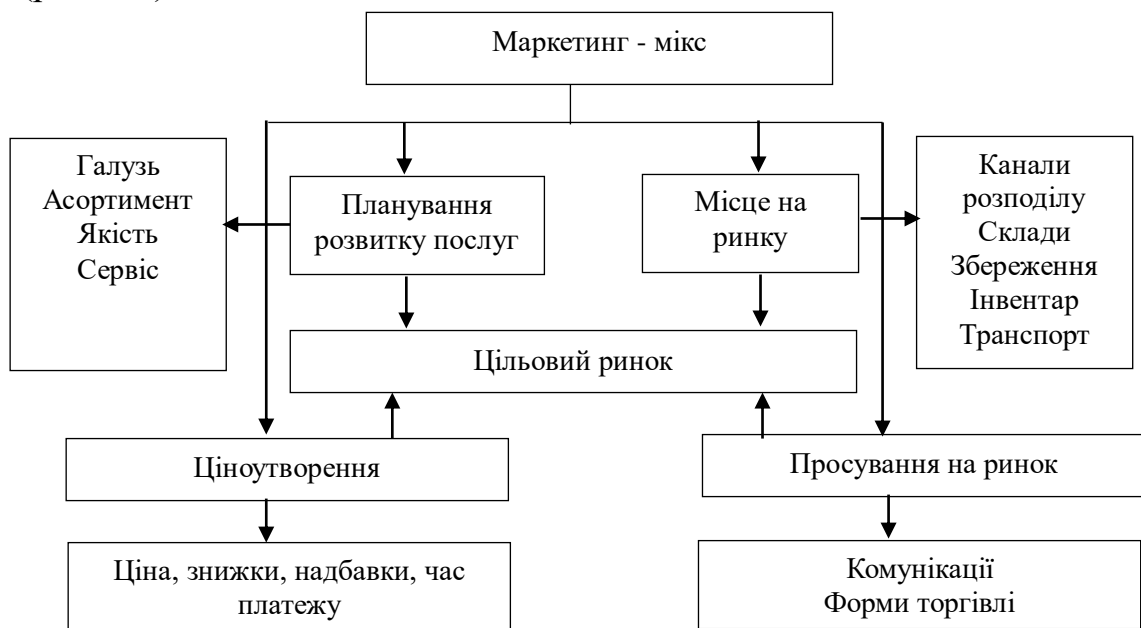 Маркетинг - мікс
Галузь
Асортимент
Якість
Сервіс
Планування
розвитку послуг
Місце на
ринку
Канали
розподілу
Склади
Збереження
Інвентар
Транспорт
Цільовий ринок
Ціноутворення
Просування на ринок
Ціна, знижки, надбавки, час
платежу
Комунікації
Форми торгівлі